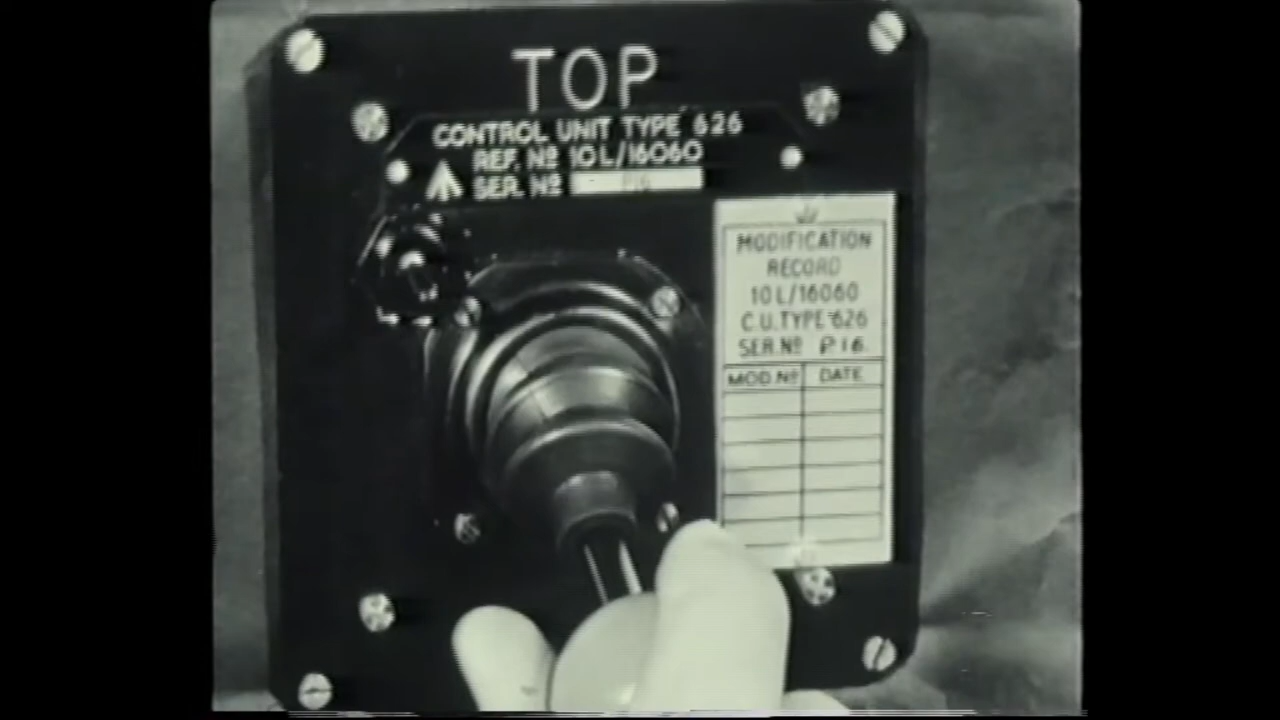 TOP
CONTROL UNIT TYPE 626
REF. Nº 10L/16060
SER. Nº
MODIFICATION
RECORD
10L/16060
C.U. TYPE 626
SER. Nº P16.
MOD. Nº DATE